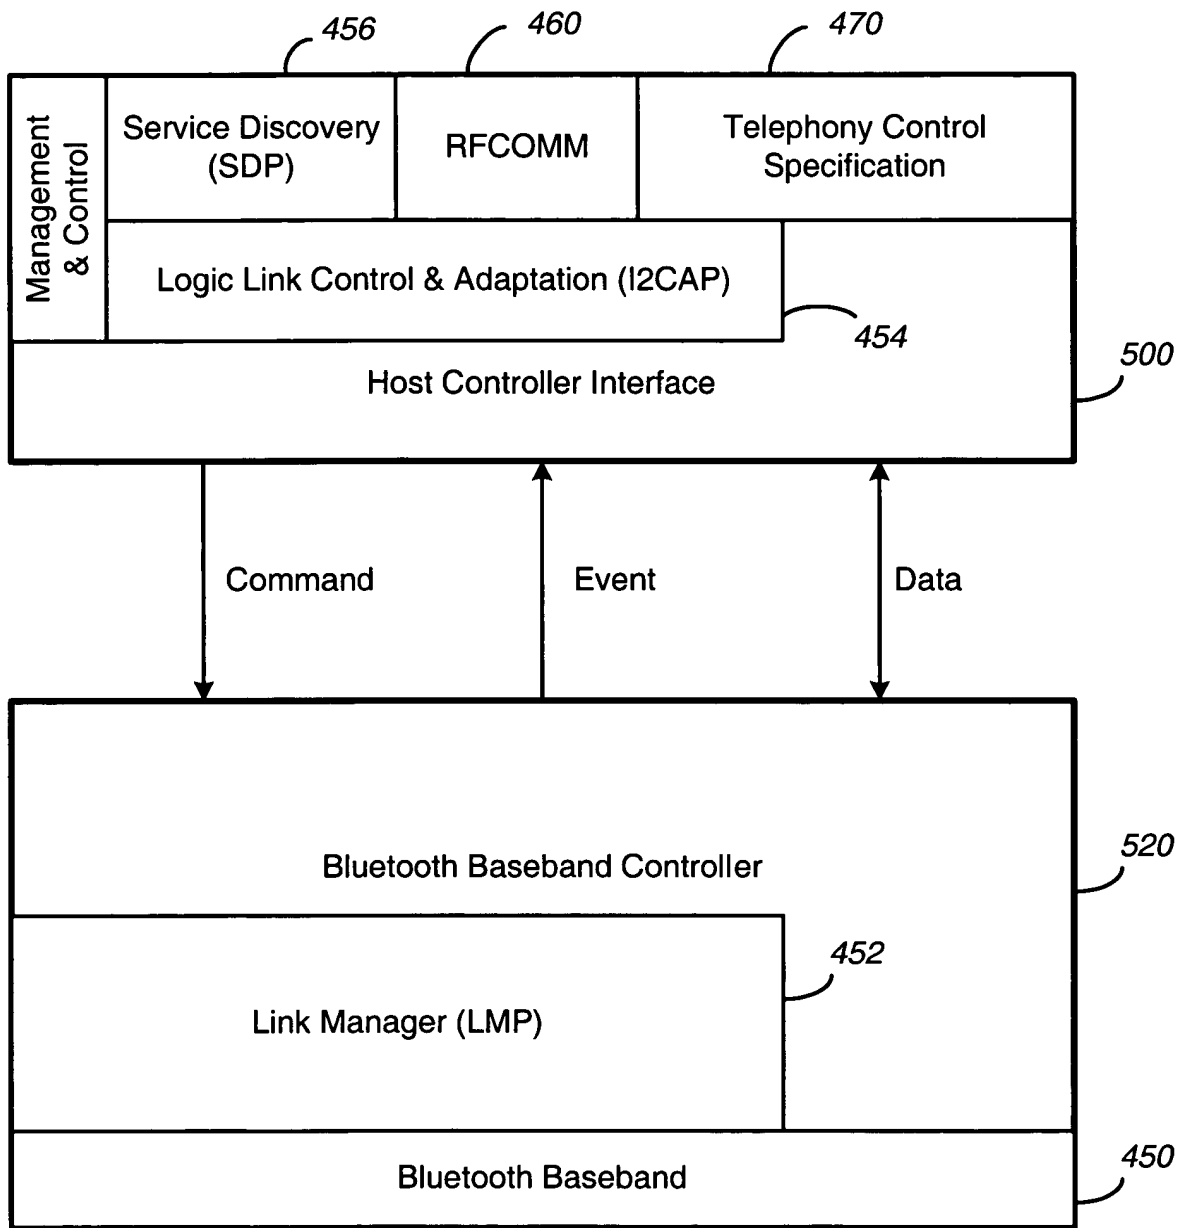 456
460
470
Management
& Control
Service Discovery
(SDP)
RFCOMM
Telephony Control
Specification
Logic Link Control & Adaptation (I2CAP)
454
500
Host Controller Interface
Command
Event
Data
520
Bluetooth Baseband Controller
452
Link Manager (LMP)
450
Bluetooth Baseband